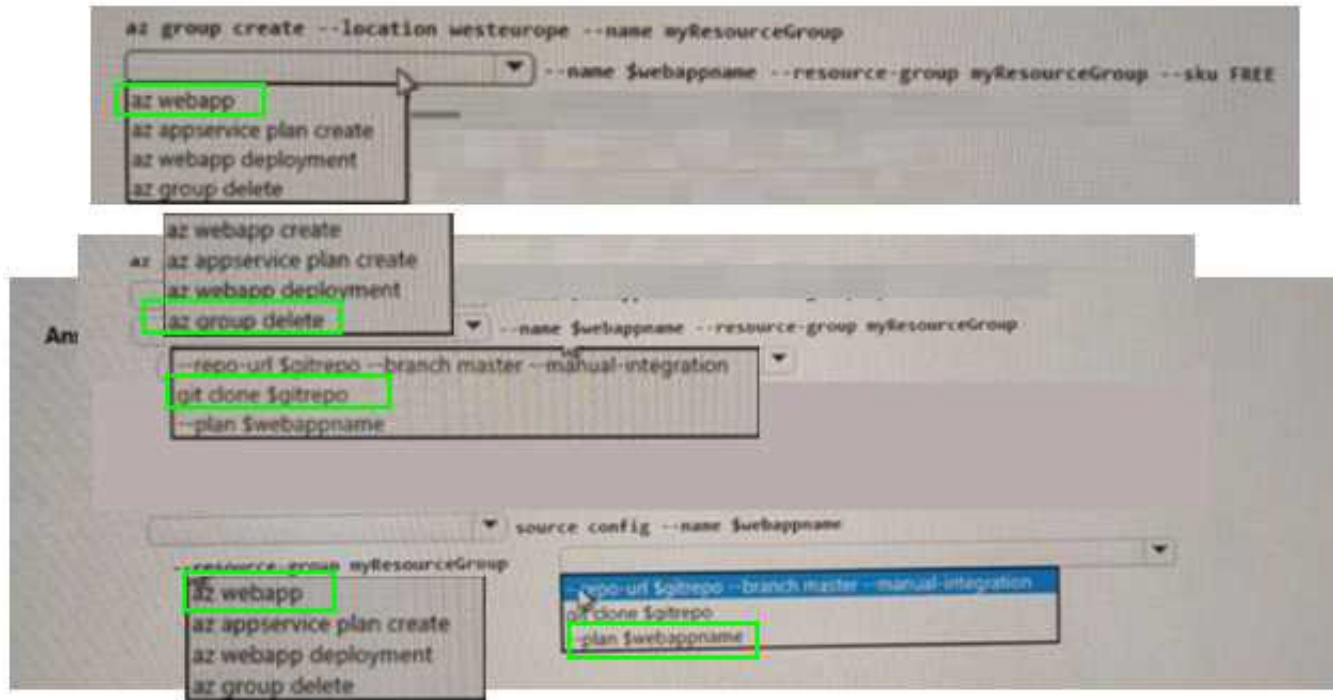 az group create --location westeurope --name myResourceGroup
--name $webappname --resource-group myResourceGroup --sku FREE
az webapp
az appservice plan create
az webapp deployment
az group delete
az webapp create
az
az appservice plan create
az webapp deployment
az group delete
Ans
--name $webappname --resource-group myResourceGroup
--repo-url $gitrepo --branch master --manual-integration
git clone $gitrepo
--plan $webappname
source config --name $webappname
--resource-group myResourceGroup
az webapp
az appservice plan create
az webapp deployment
az group delete
--repo-url $gitrepo --branch master --manual-integration
git clone $gitrepo
--plan $webappname